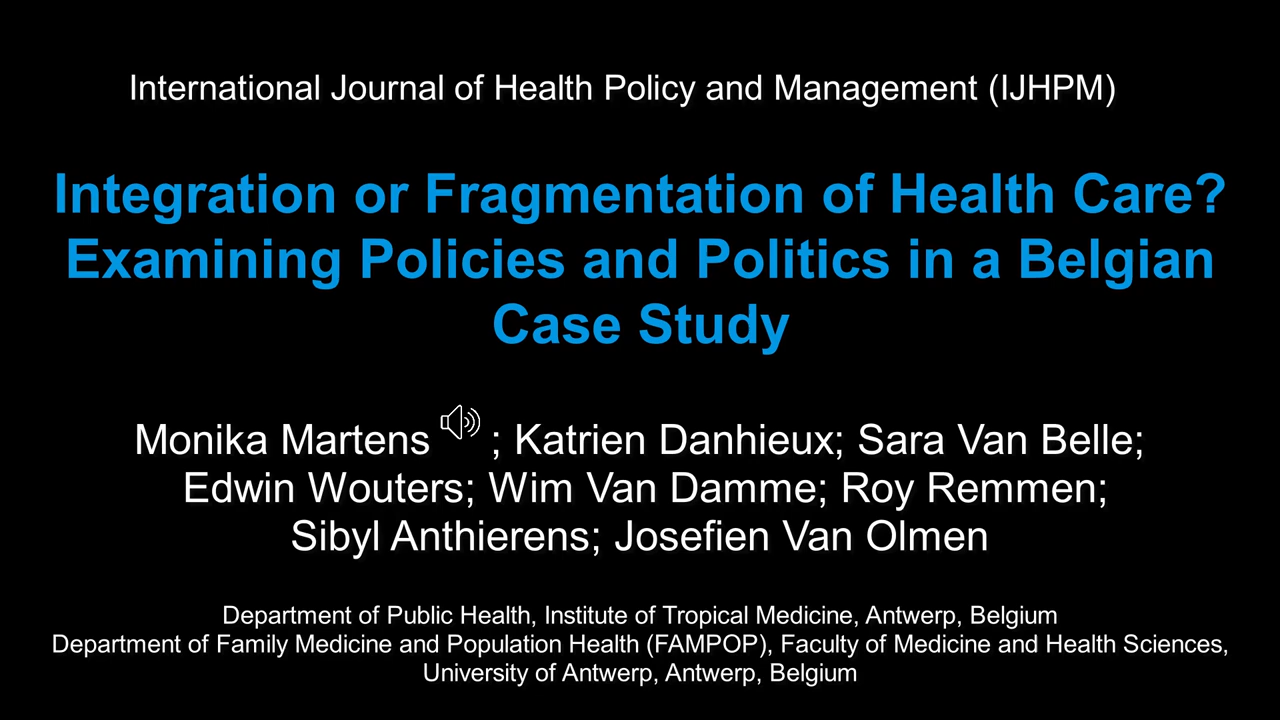 International Journal of Health Policy and Management (IJHPM)
Integration or Fragmentation of Health Care?
Examining Policies and Politics in a Belgian
Case Study
Monika Martens ; Katrien Danhieux; Sara Van Belle;
Edwin Wouters; Wim Van Damme; Roy Remmen;
Sibyl Anthierens; Josefien Van Olmen
Department of Public Health, Institute of Tropical Medicine, Antwerp, Belgium
Department of Family Medicine and Population Health (FAMPOP), Faculty of Medicine and Health Sciences,
University of Antwerp, Antwerp, Belgium